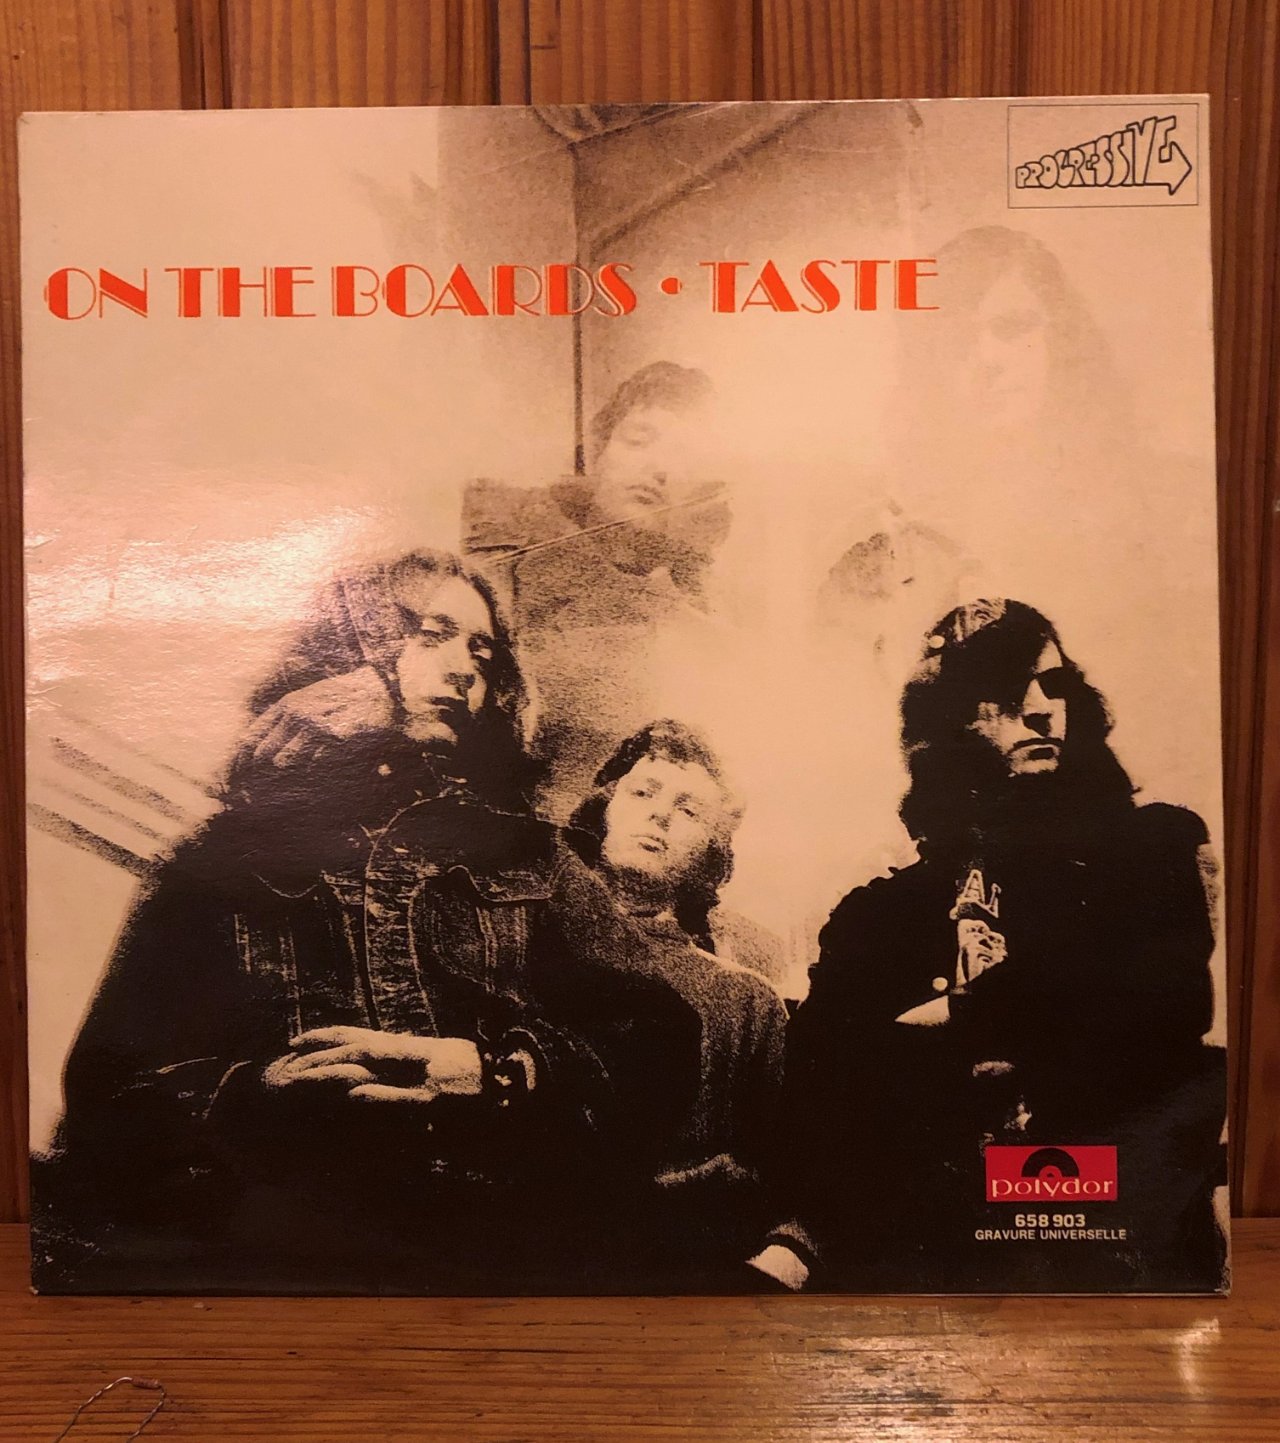 PROGRESSIVE
ON THE BOARDS • TASTE
polydor
658 903
GRAVURE UNIVERSELLE